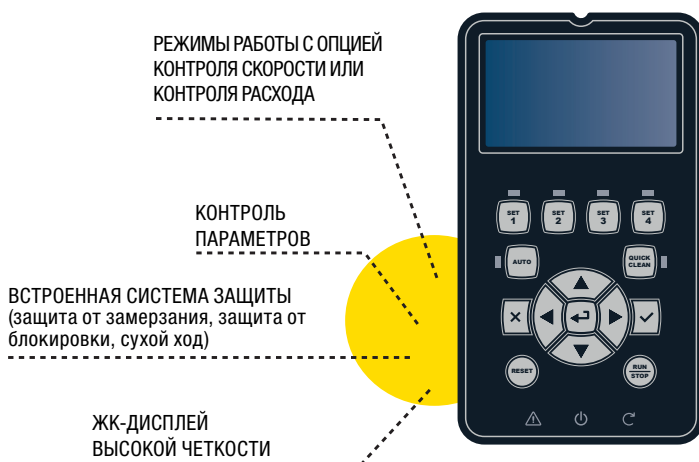 РЕЖИМЫ РАБОТЫ С ОПЦИЕЙ
КОНТРОЛЯ СКОРОСТИ ИЛИ
КОНТРОЛЯ РАСХОДА
КОНТРОЛЬ
ПАРАМЕТРОВ
ВСТРОЕННАЯ СИСТЕМА ЗАЩИТЫ
(защита от замерзания, защита от
блокировки, сухой ход)
ЖК-ДИСПЛЕЙ
ВЫСОКОЙ ЧЕТКОСТИ
SET
1
SET
2
SET
3
SET
4
AUTO
QUICK
CLEAN
RESET
RUN
STOP